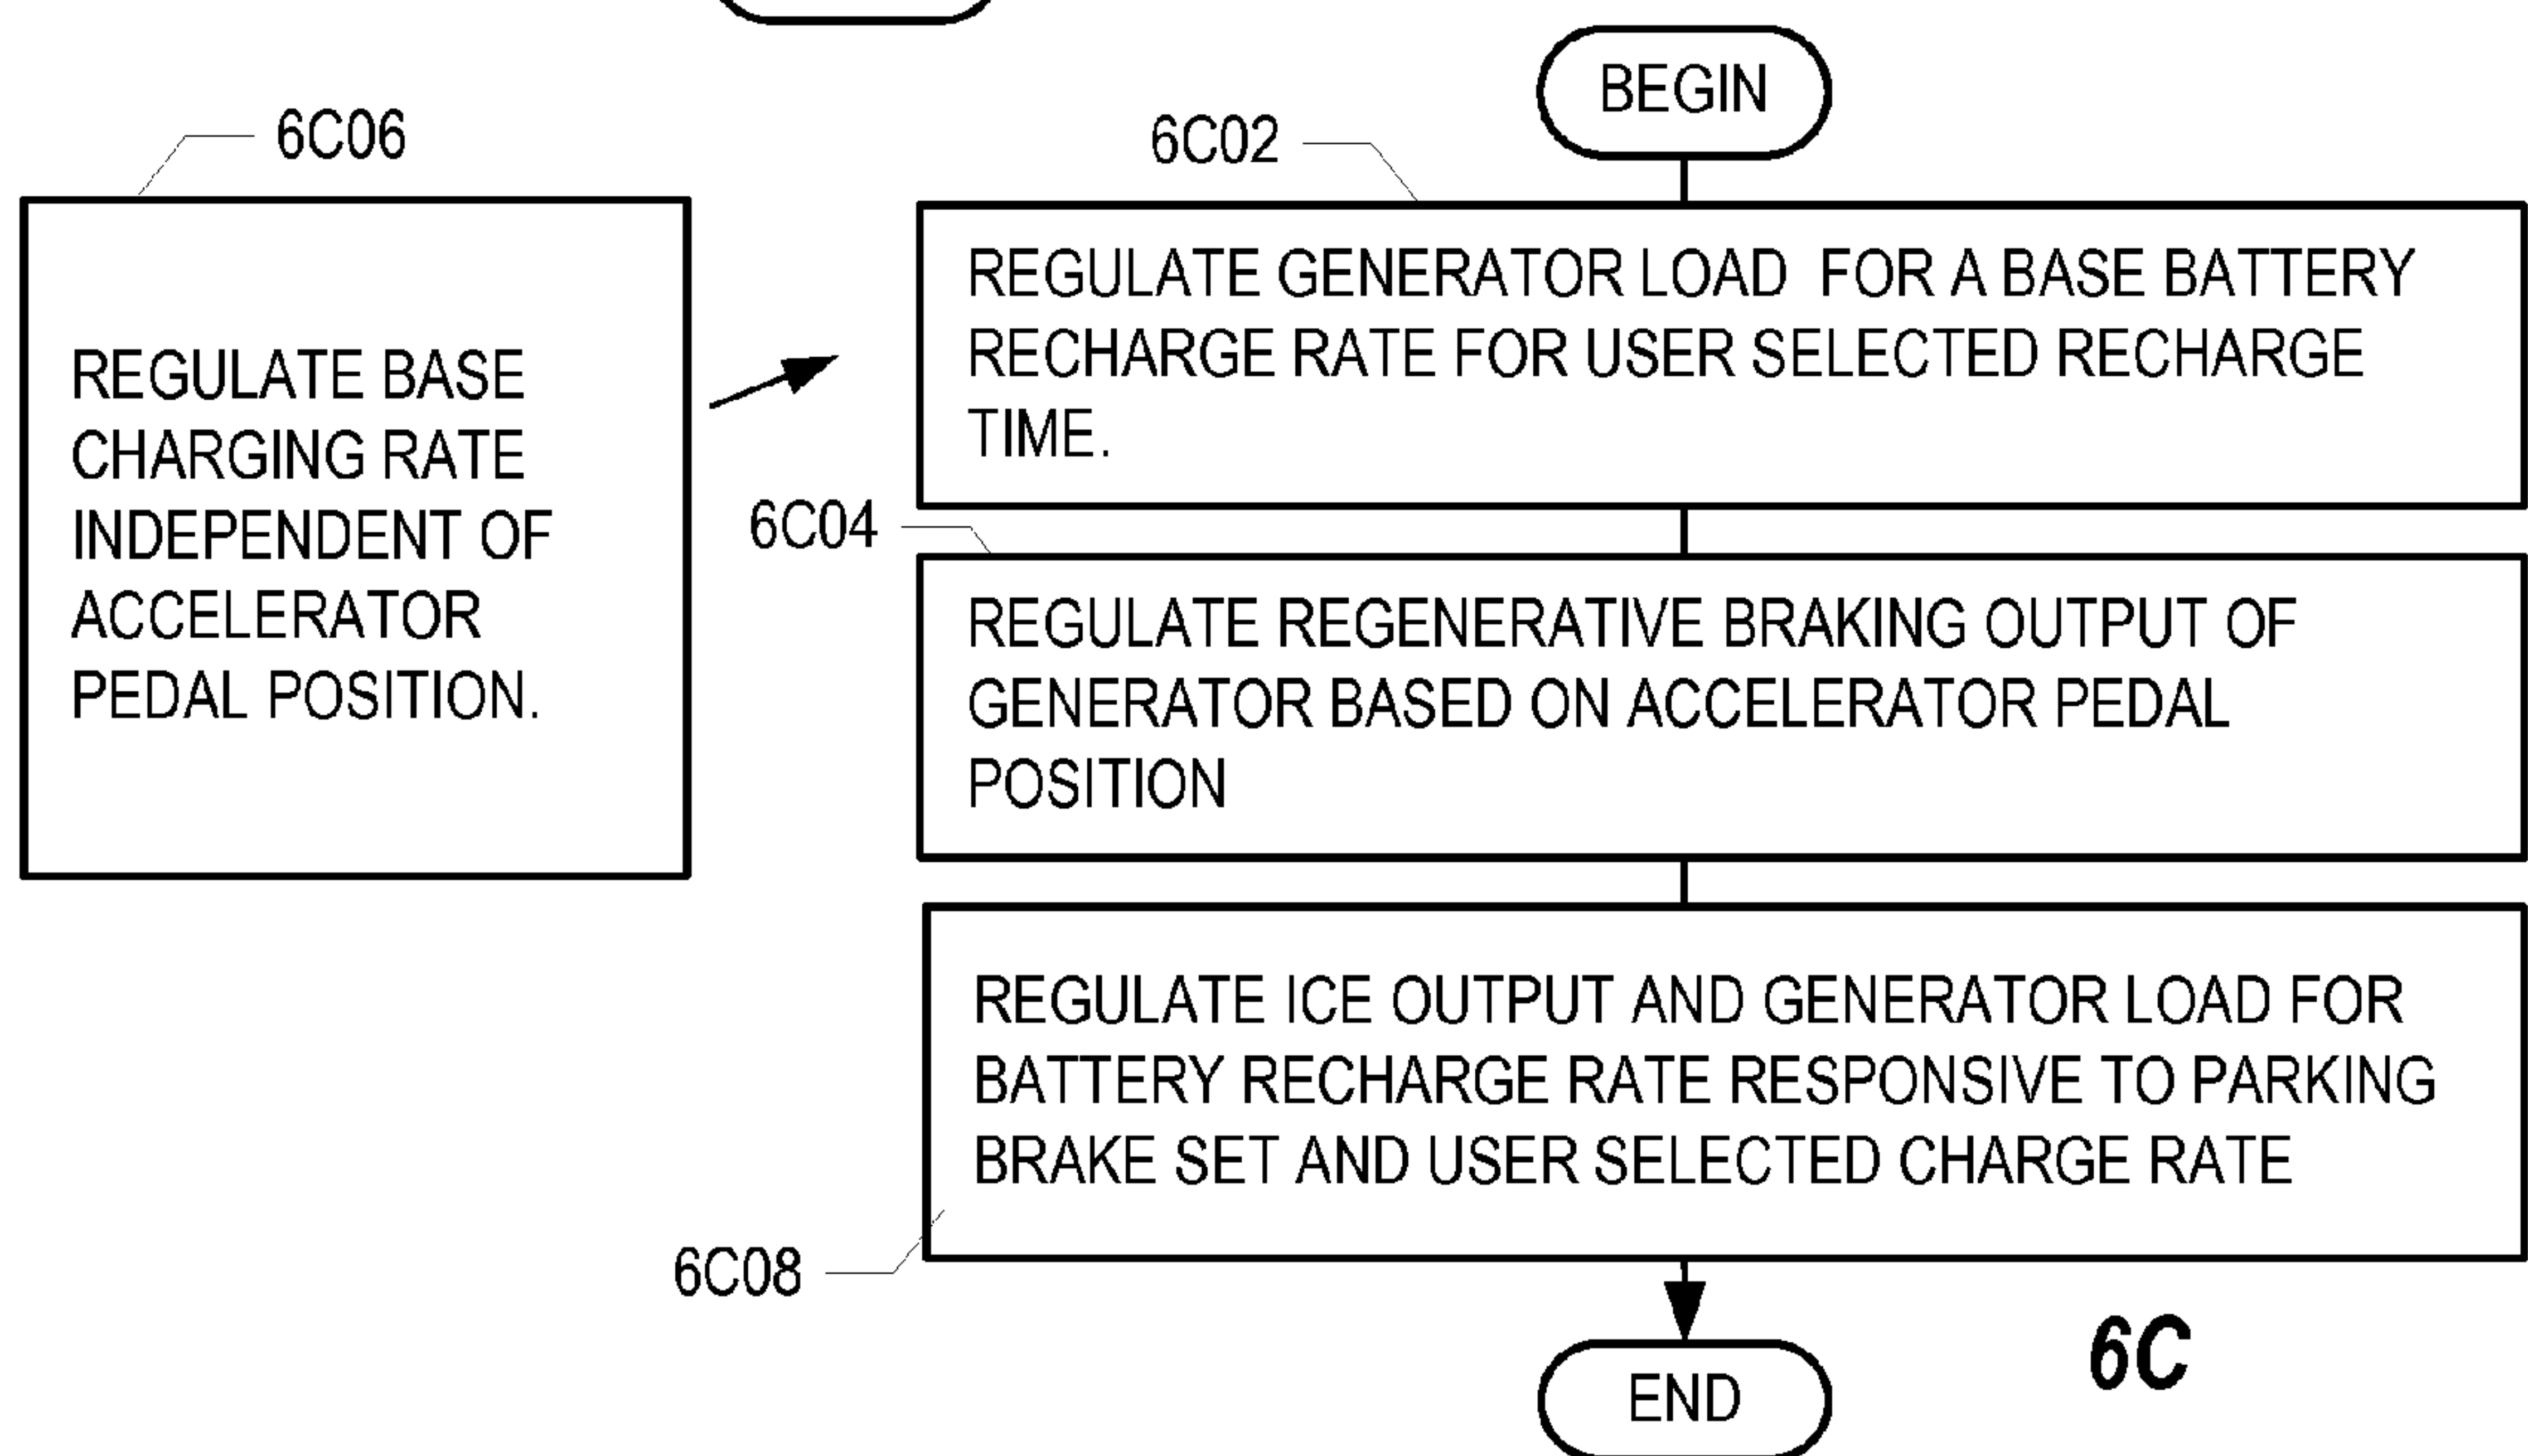 BEGIN
6C06
6C02
REGULATE GENERATOR LOAD FOR A BASE BATTERY
RECHARGE RATE FOR USER SELECTED RECHARGE
TIME.
REGULATE BASE
CHARGING RATE
INDEPENDENT OF
ACCELERATOR
PEDAL POSITION.
6C04
REGULATE REGENERATIVE BRAKING OUTPUT OF
GENERATOR BASED ON ACCELERATOR PEDAL
POSITION
REGULATE ICE OUTPUT AND GENERATOR LOAD FOR
BATTERY RECHARGE RATE RESPONSIVE TO PARKING
BRAKE SET AND USER SELECTED CHARGE RATE
6C08
END
6C